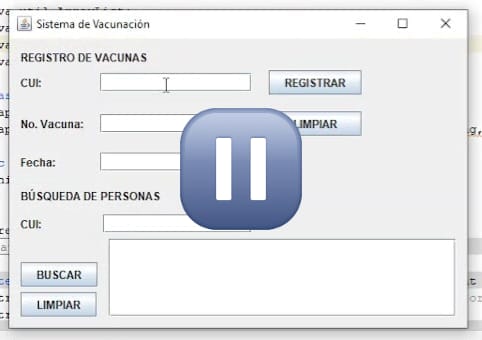 Sistema de Vacunación
REGISTRO DE VACUNAS
CUI:
REGISTRAR
No. Vacuna:
LIMPIAR
Fecha:
BÚSQUEDA DE PERSONAS
CUI:
BUSCAR
LIMPIAR